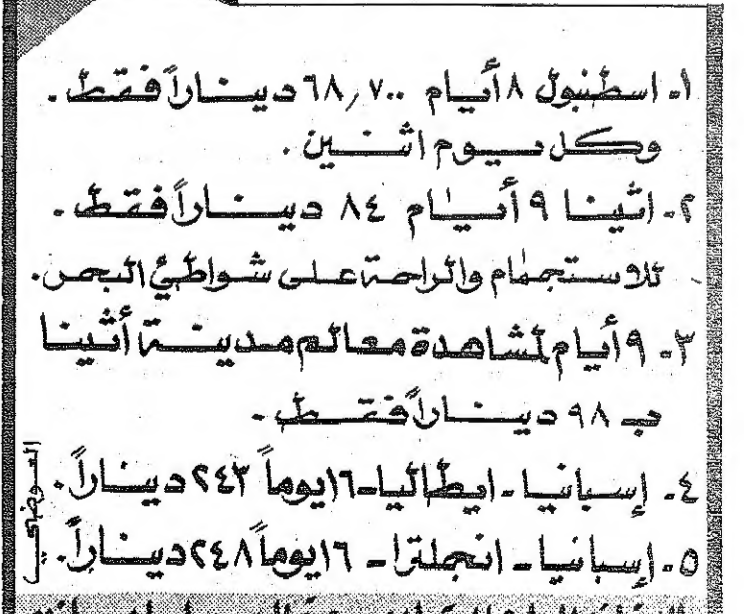 ١- اسطنبول ٨ أيام ٦٨,٧٠٠ ديناراً فقط.
وكل يوم اثنين.
٢- اثينا ٩ أيام ٨٤ ديناراً فقط.
للاستجمام والراحة على شواطئ البحر.
٣- ٩ أيام لمشاهدة معالم مدينة أثينا
ب ٩٨ ديناراً فقط.
٤- إسبانيا - ايطاليا - ١٦ يوماً ٢٤٣ ديناراً.
٥- إسبانيا - انجلترا - ١٦ يوماً ٢٤٨ ديناراً.
العوضي